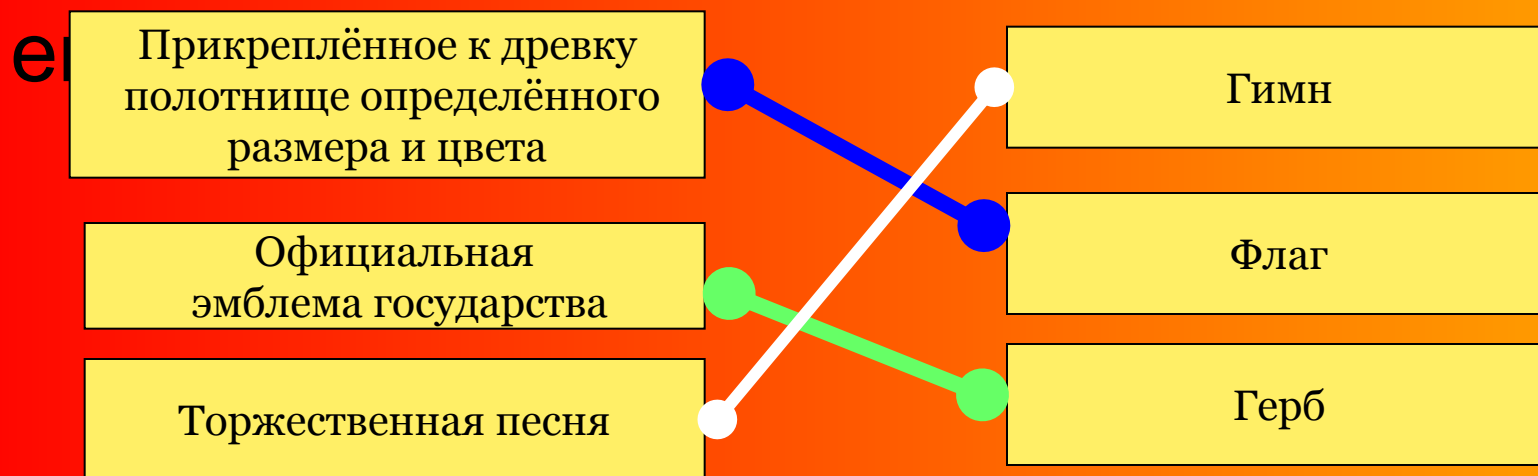 Прикреплённое к древку
полотнище определённого
размера и цвета
Официальная
эмблема государства
Торжественная песня
Гимн
Флаг
Герб